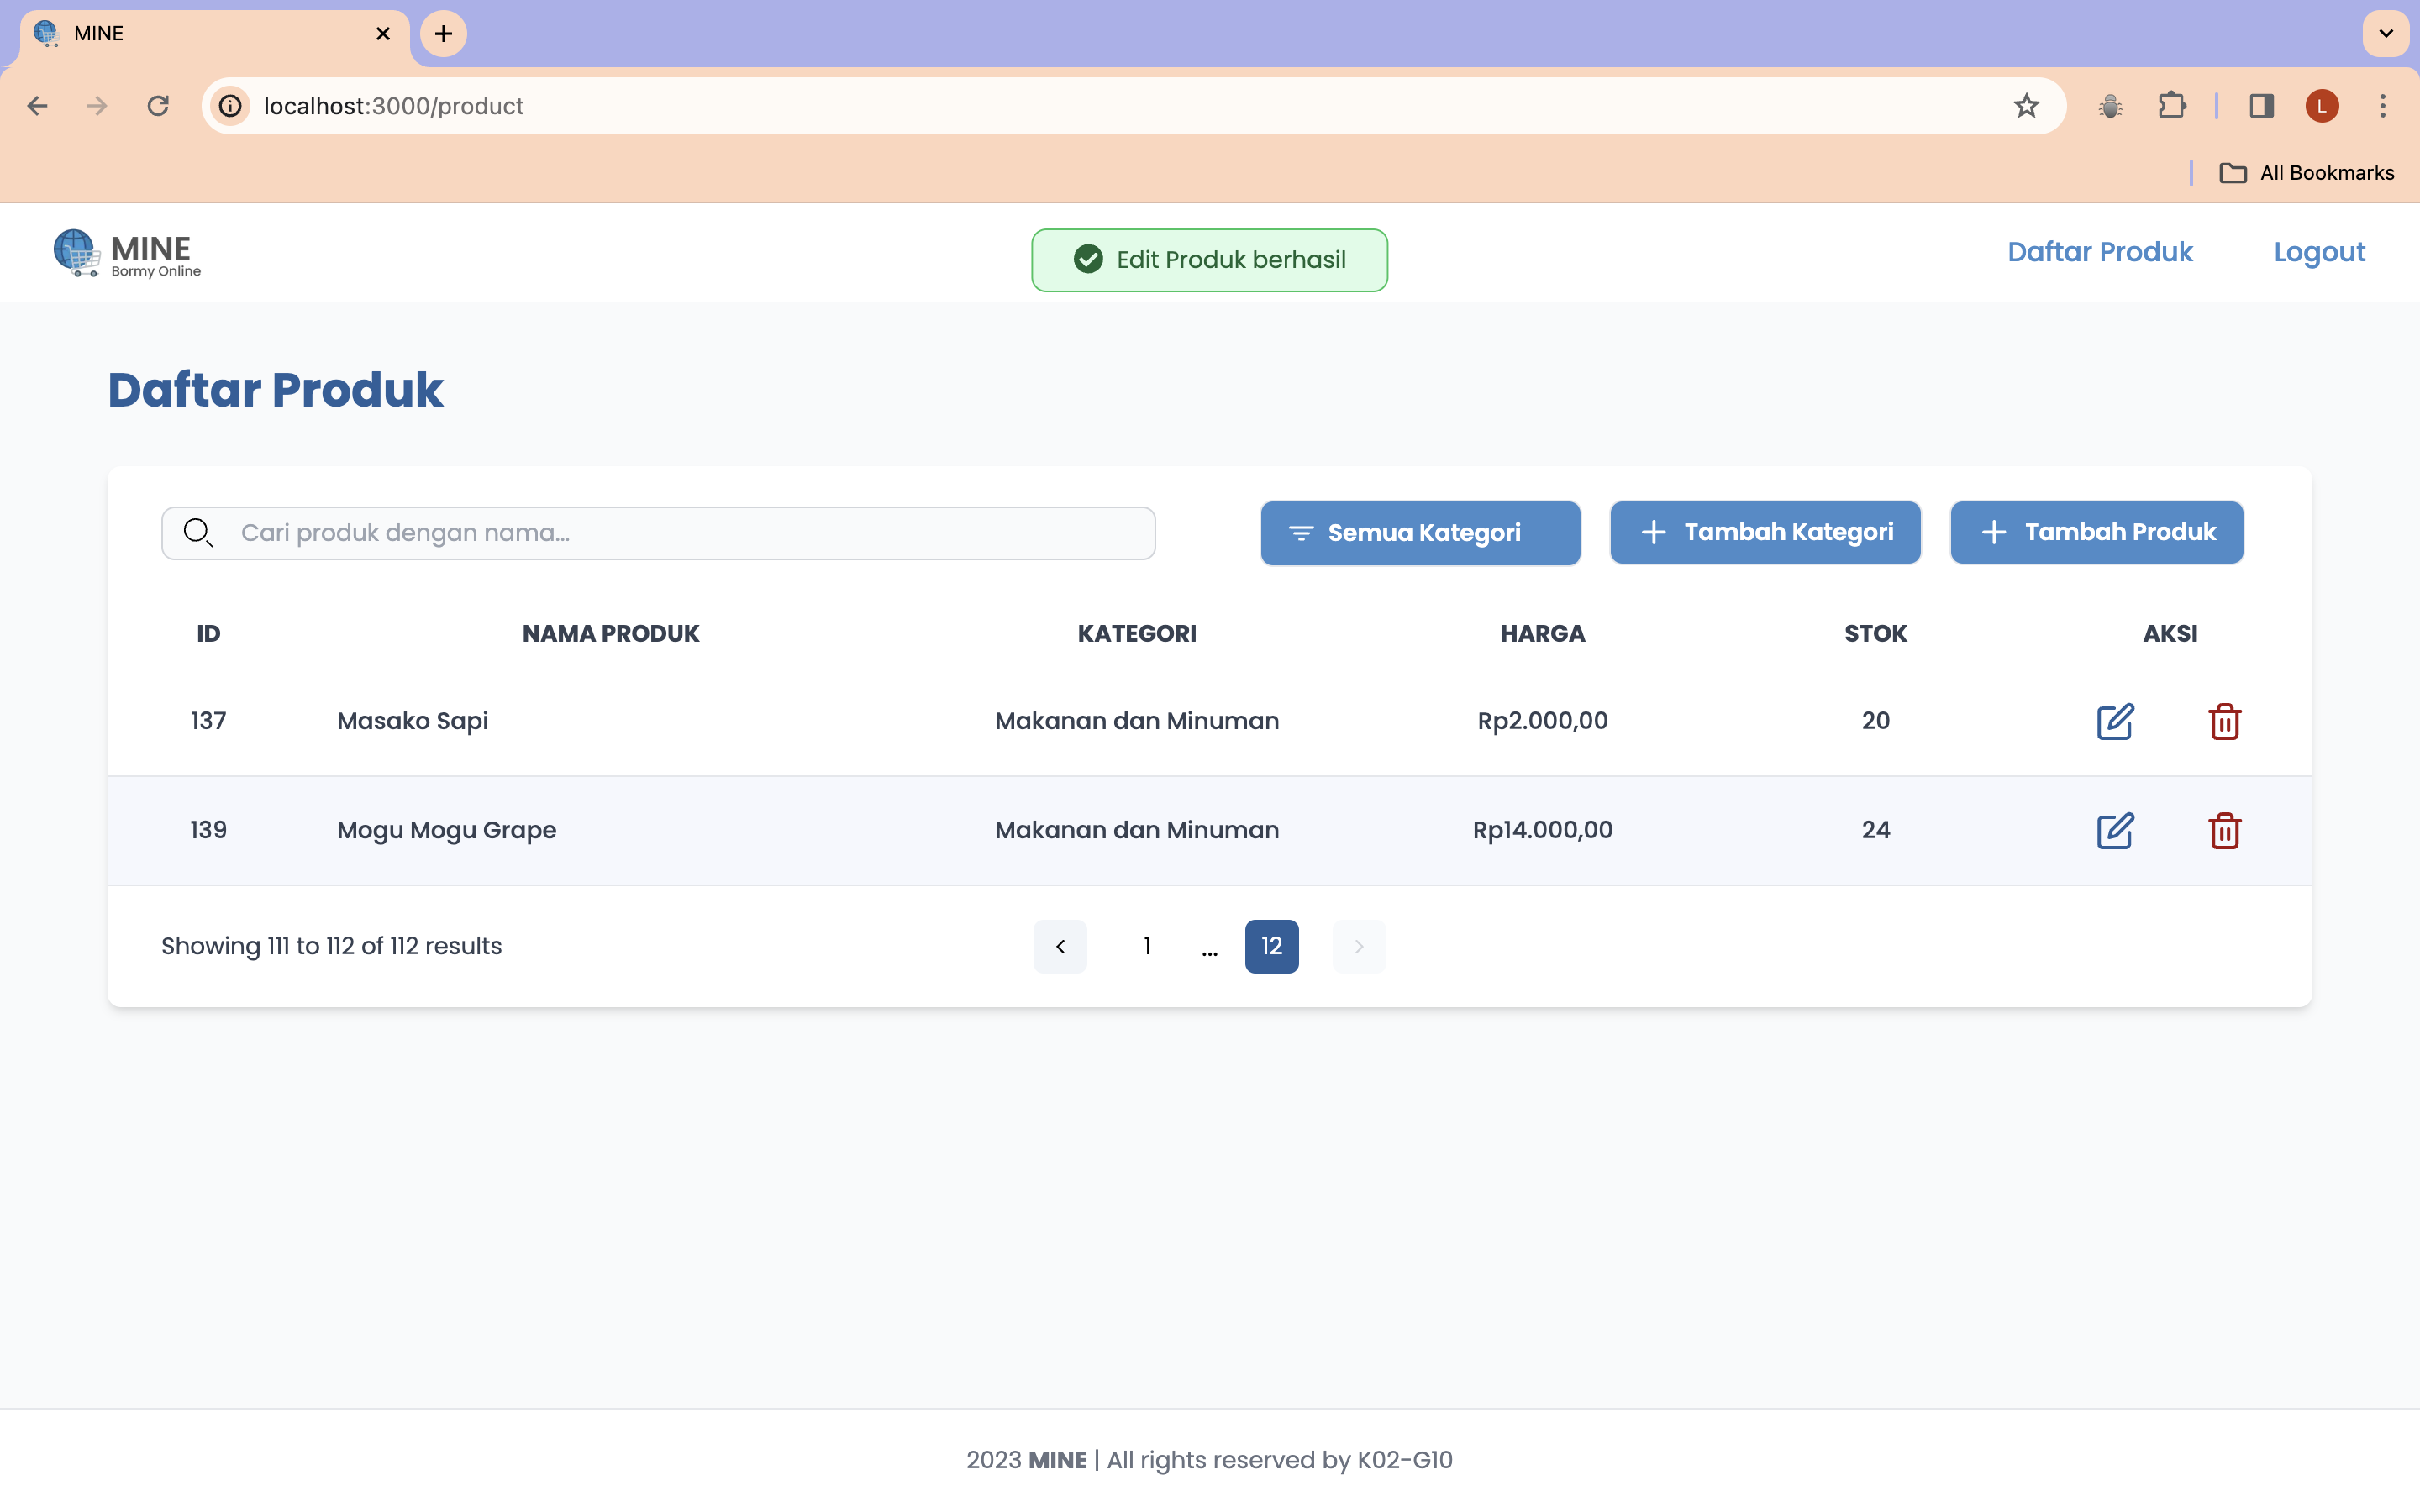 MINE
localhost:3000/product
L
All Bookmarks
MINE
Bormy Online
Edit Produk berhasil
Daftar Produk
Logout
Daftar Produk
Cari produk dengan nama...
Semua Kategori
Tambah Kategori
Tambah Produk
ID NAMA PRODUK KATEGORI HARGA STOK AKSI
137 Masako Sapi Makanan dan Minuman Rp2.000,00 20
139 Mogu Mogu Grape Makanan dan Minuman Rp14.000,00 24
Showing 111 to 112 of 112 results
1 ... 12
2023 MINE | All rights reserved by K02-G10